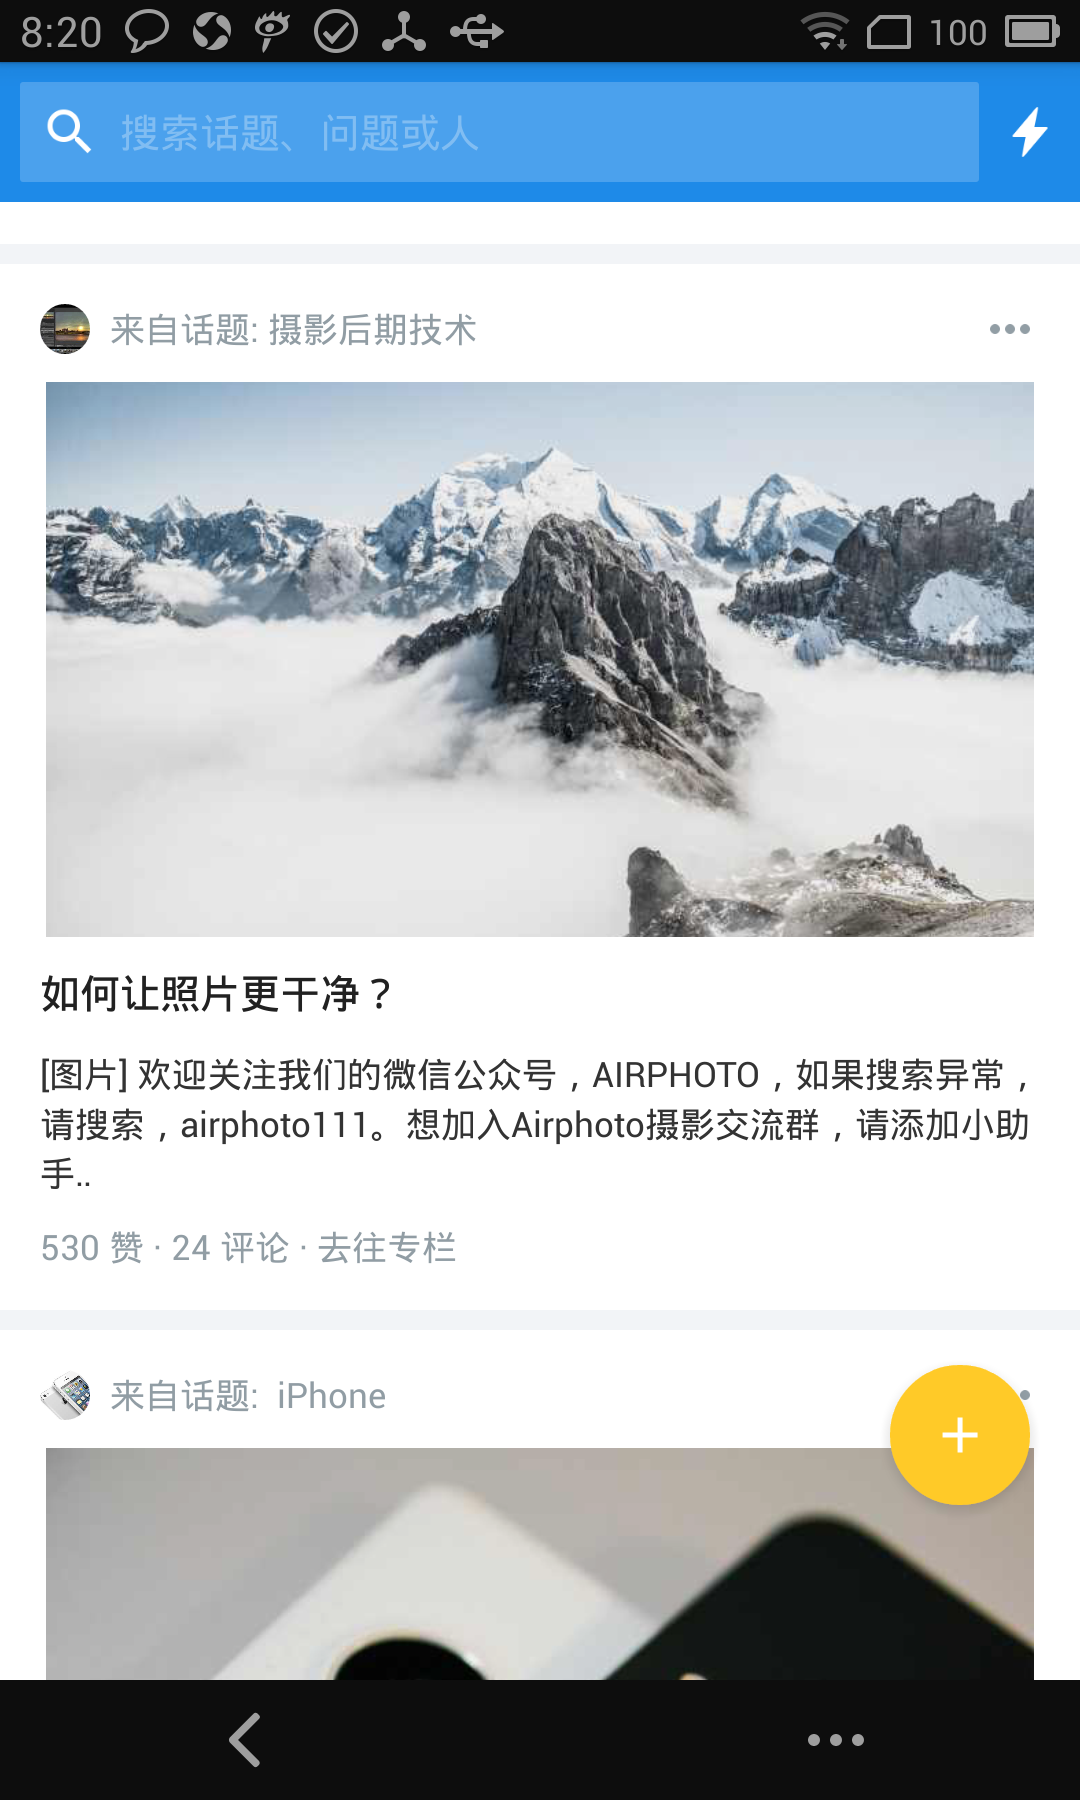 8:20
100
搜索话题、问题或人
来自话题: 摄影后期技术
如何让照片更干净？
[图片] 欢迎关注我们的微信公众号，AIRPHOTO，如果搜索异常，
请搜索，airphoto111。想加入Airphoto摄影交流群，请添加小助
手..
530 赞 · 24 评论 · 去往专栏
来自话题: iPhone